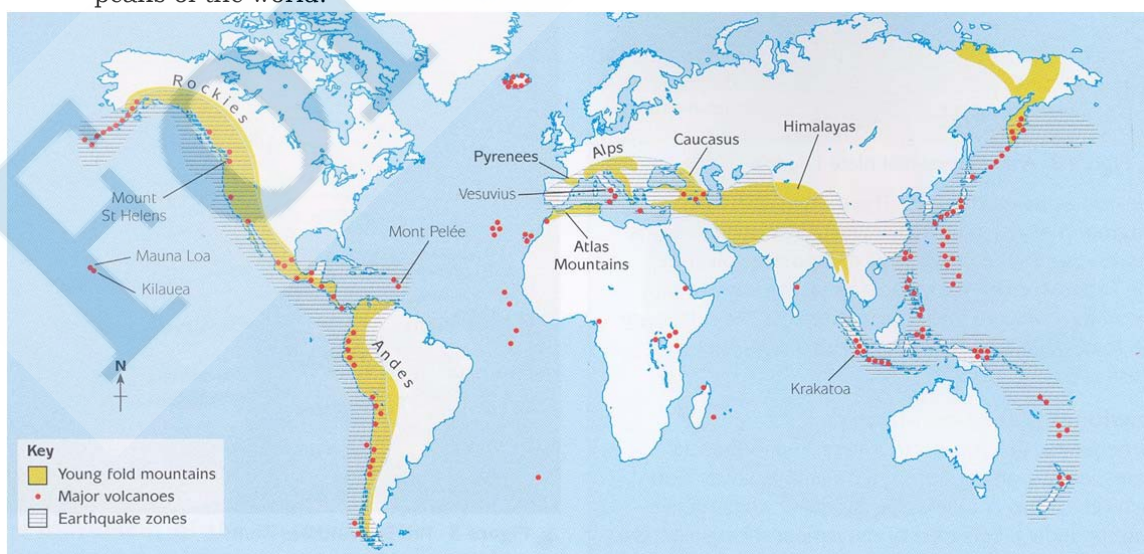 peaks of the world.
Rockies
Mount
St Helens
Mauna Loa
Kilauea
Mont Pelée
Andes
Pyrenees
Alps
Vesuvius
Caucasus
Himalayas
Atlas
Mountains
Krakatoa
N
Key
Young fold mountains
Major volcanoes
Earthquake zones